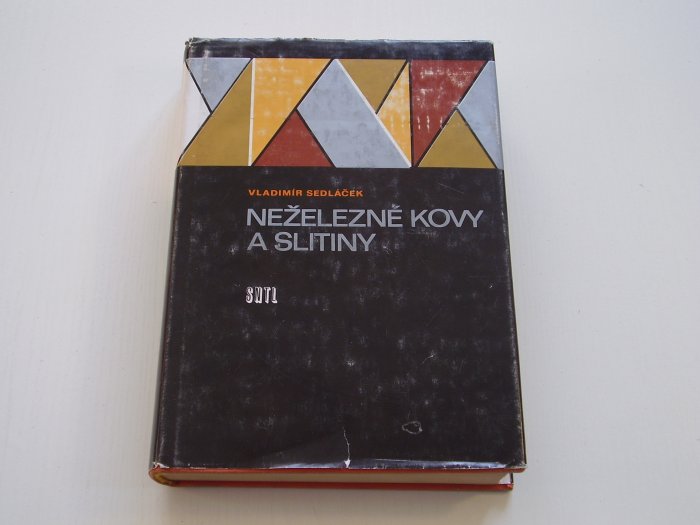 VLADIMÍR SEDLÁČEK
NEŽELEZNÉ KOVY
A SLITINY
SNTL